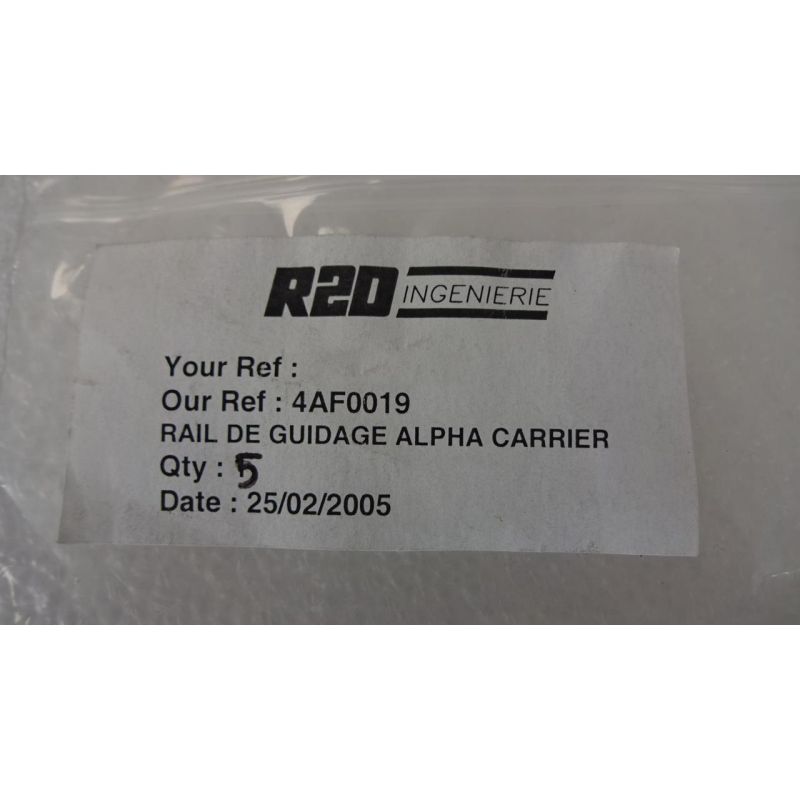 R2D INGENIERIE
Your Ref :
Our Ref : 4AF0019
RAIL DE GUIDAGE ALPHA CARRIER
Qty : 5
Date : 25/02/2005